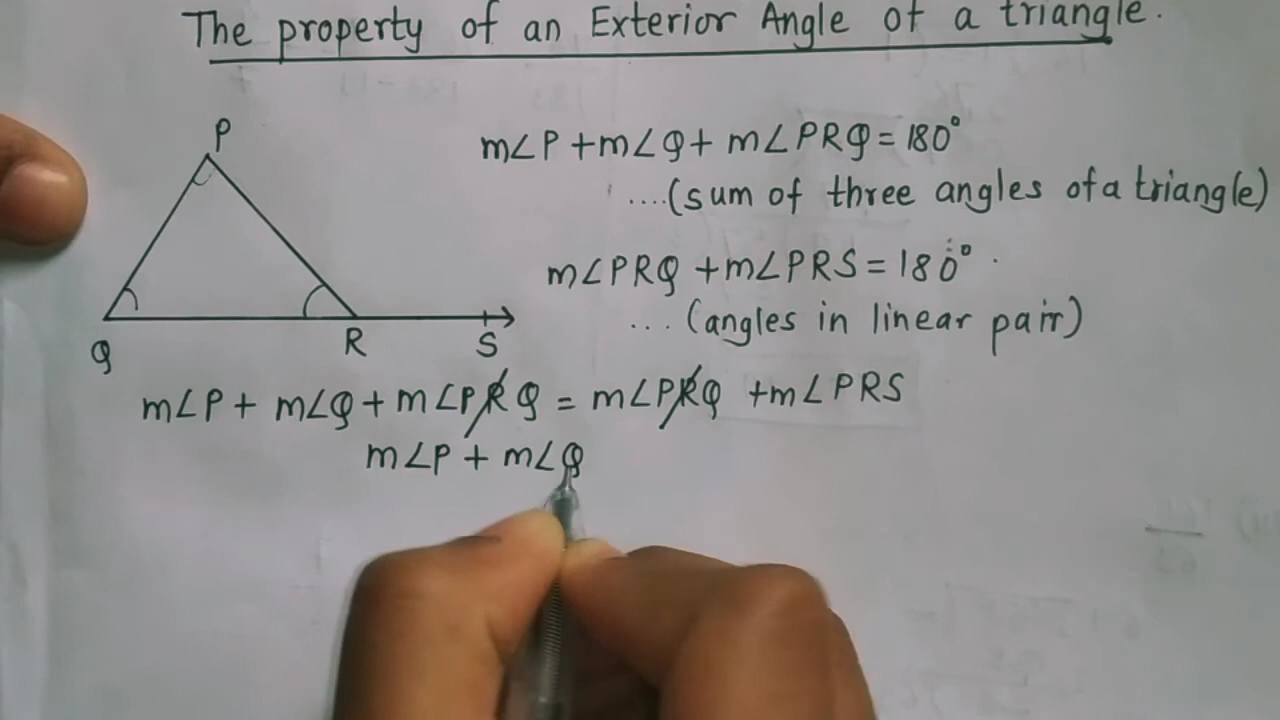 The property of an Exterior Angle of a triangle.
P
m∠P + m∠Q + m∠PRQ = 180°
....(sum of three angles of a triangle)
m∠PRQ + m∠PRS = 180°.
... (angles in linear pair)
Q R S
m∠P + m∠Q + m∠PRQ = m∠PRQ + m∠PRS
m∠P + m∠Q